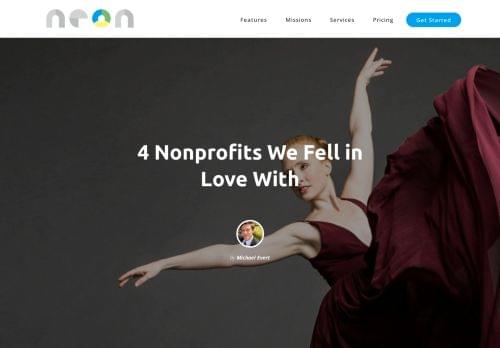 neon
Features Missions Services Pricing Get Started
4 Nonprofits We Fell in
Love With
By Michael Evert